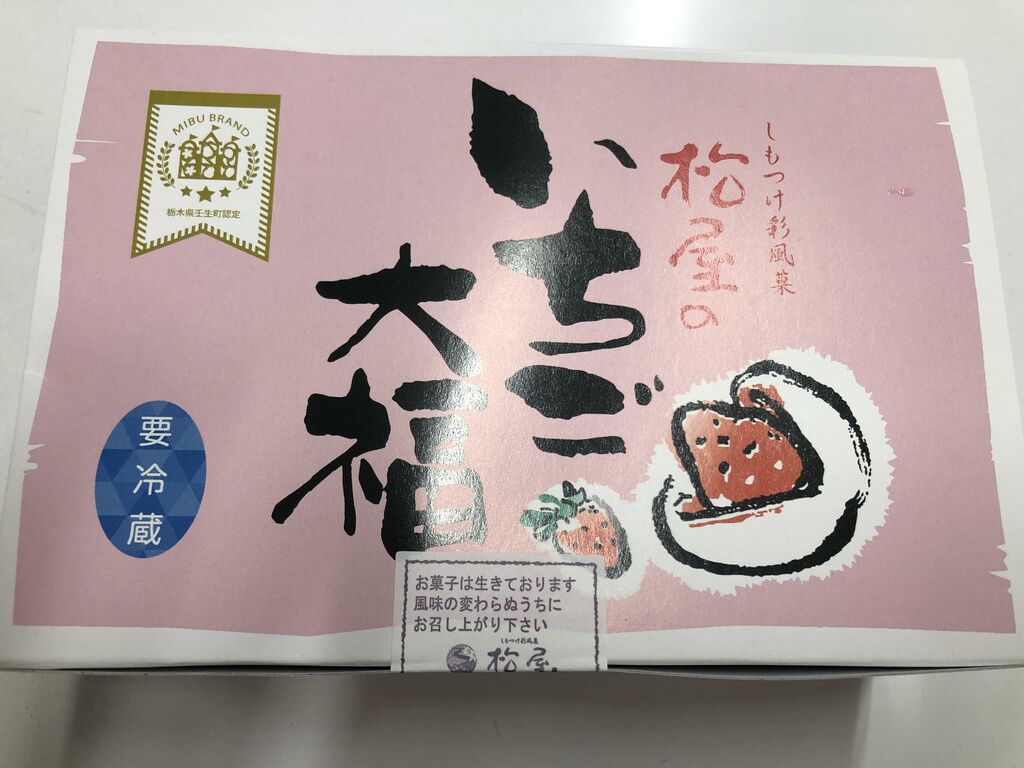 しもつけ彩風菓
松屋の
いちご
大福
MIBU BRAND
栃木県壬生町認定
要冷蔵
お菓子は生きております
風味の変わらぬうちに
お召し上がり下さい
しもつけ彩風菓
松屋